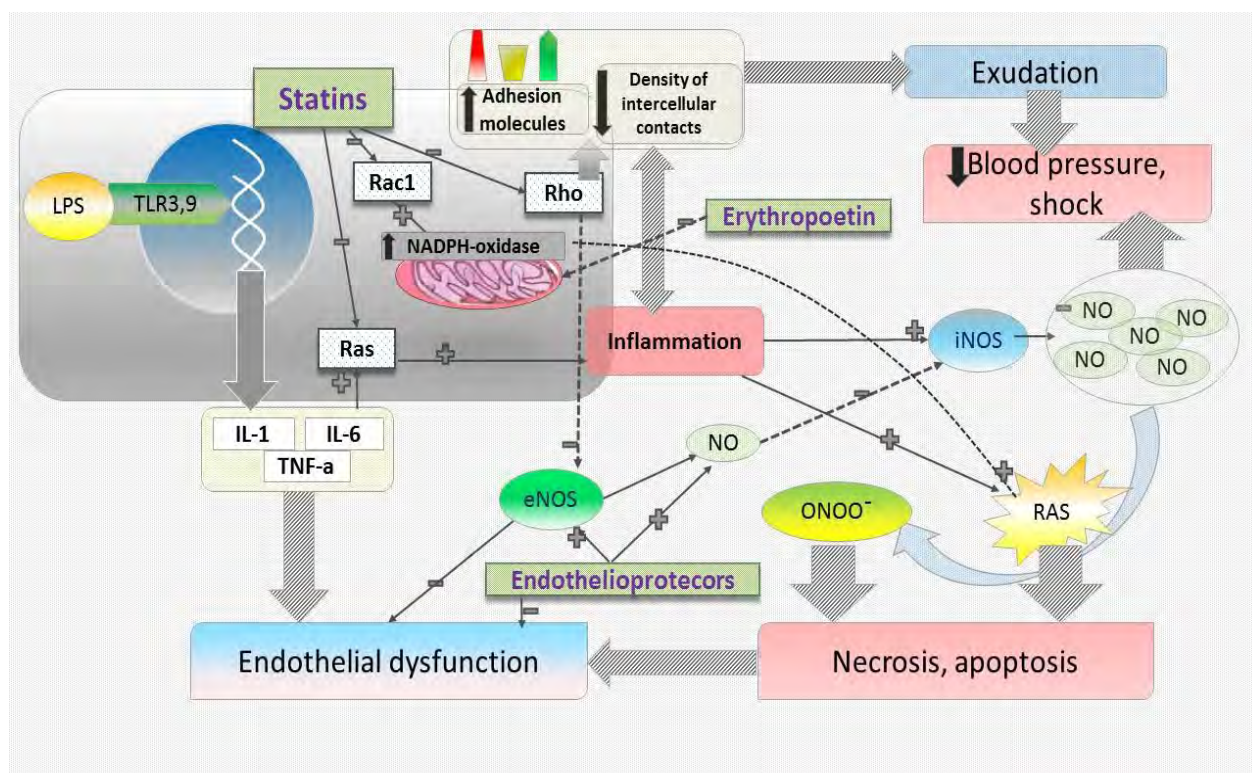 Statins
Adhesion
molecules
Density of
intercellular
contacts
Exudation
Blood pressure,
shock
LPS
TLR3,9
Rac1
Rho
Erythropoetin
NADPH-oxidase
Ras
Inflammation
iNOS
NO
NO
NO
NO
NO
IL-1
IL-6
TNF-a
NO
eNOS
ONOO⁻
RAS
Endothelioprotecors
Endothelial dysfunction
Necrosis, apoptosis